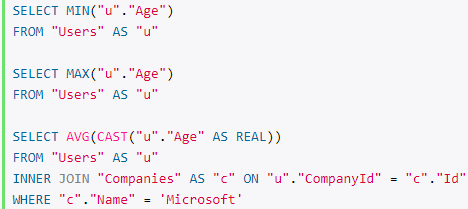 SELECT MIN("u"."Age")
FROM "Users" AS "u"
SELECT MAX("u"."Age")
FROM "Users" AS "u"
SELECT AVG(CAST("u"."Age" AS REAL))
FROM "Users" AS "u"
INNER JOIN "Companies" AS "c" ON "u"."CompanyId" = "c"."Id"
WHERE "c"."Name" = 'Microsoft'